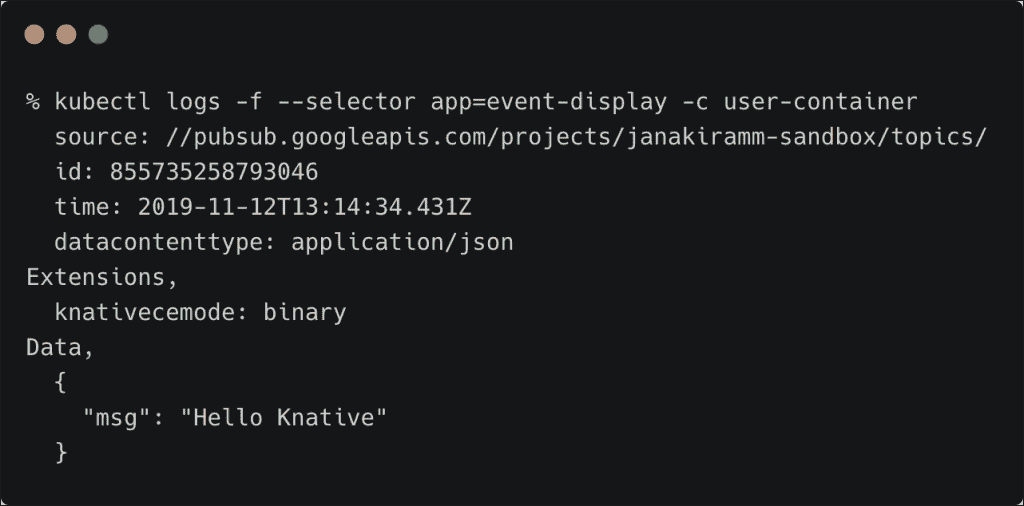 % kubectl logs -f --selector app=event-display -c user-container
source: //pubsub.googleapis.com/projects/janakiramm-sandbox/topics/
id: 855735258793046
time: 2019-11-12T13:14:34.431Z
datacontenttype: application/json
Extensions,
knativecemode: binary
Data,
{
"msg": "Hello Knative"
}